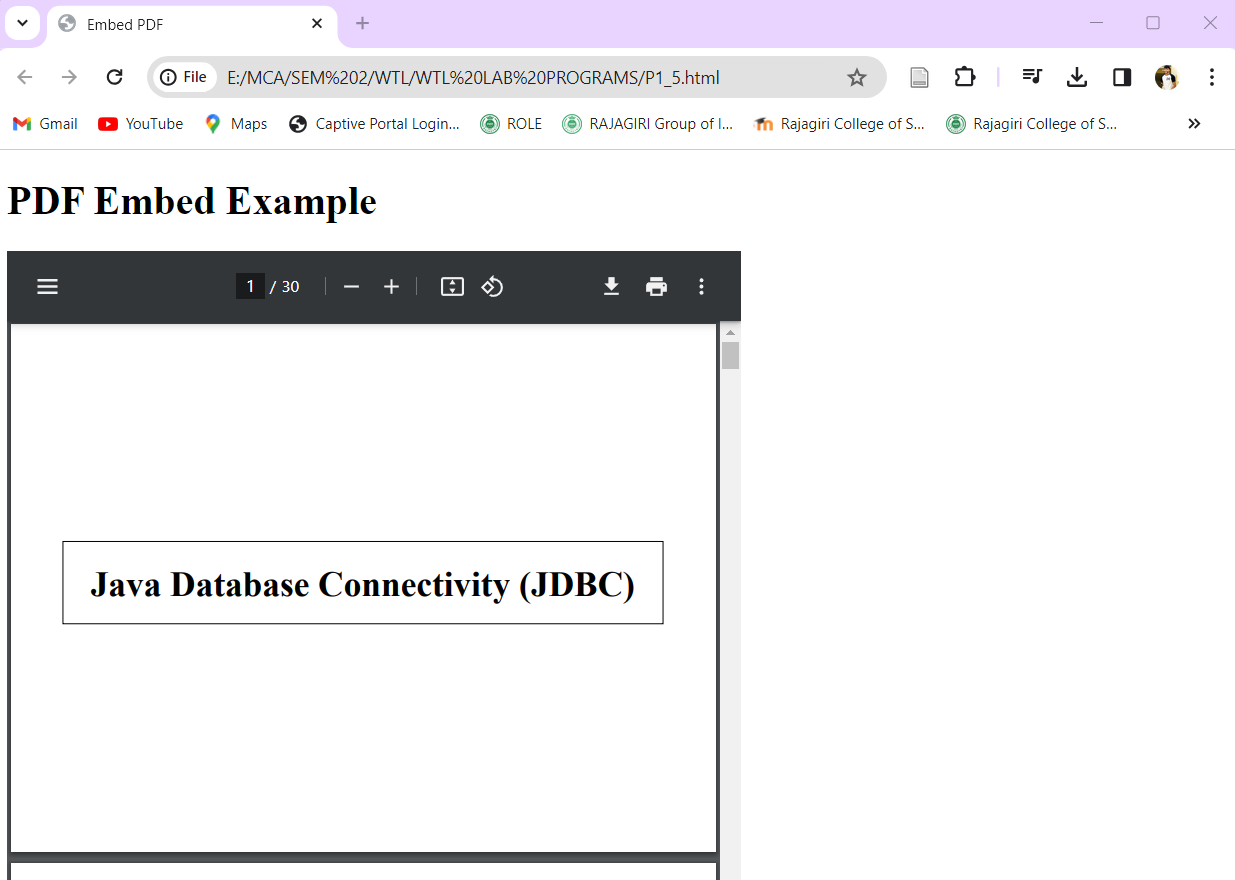 Embed PDF
File E:/MCA/SEM%202/WTL/WTL%20LAB%20PROGRAMS/P1_5.html
Gmail YouTube Maps Captive Portal Login... ROLE RAJAGIRI Group of I... Rajagiri College of S... Rajagiri College of S...
PDF Embed Example
1 / 30
Java Database Connectivity (JDBC)